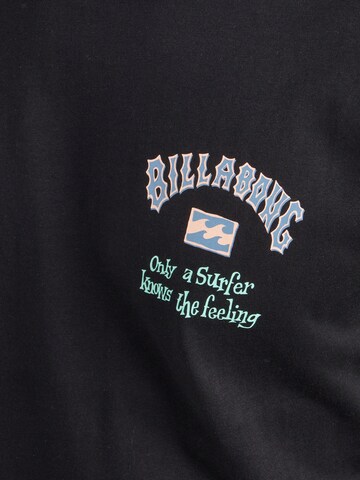 BILLABONG
Only a Surfer
knows the feeling